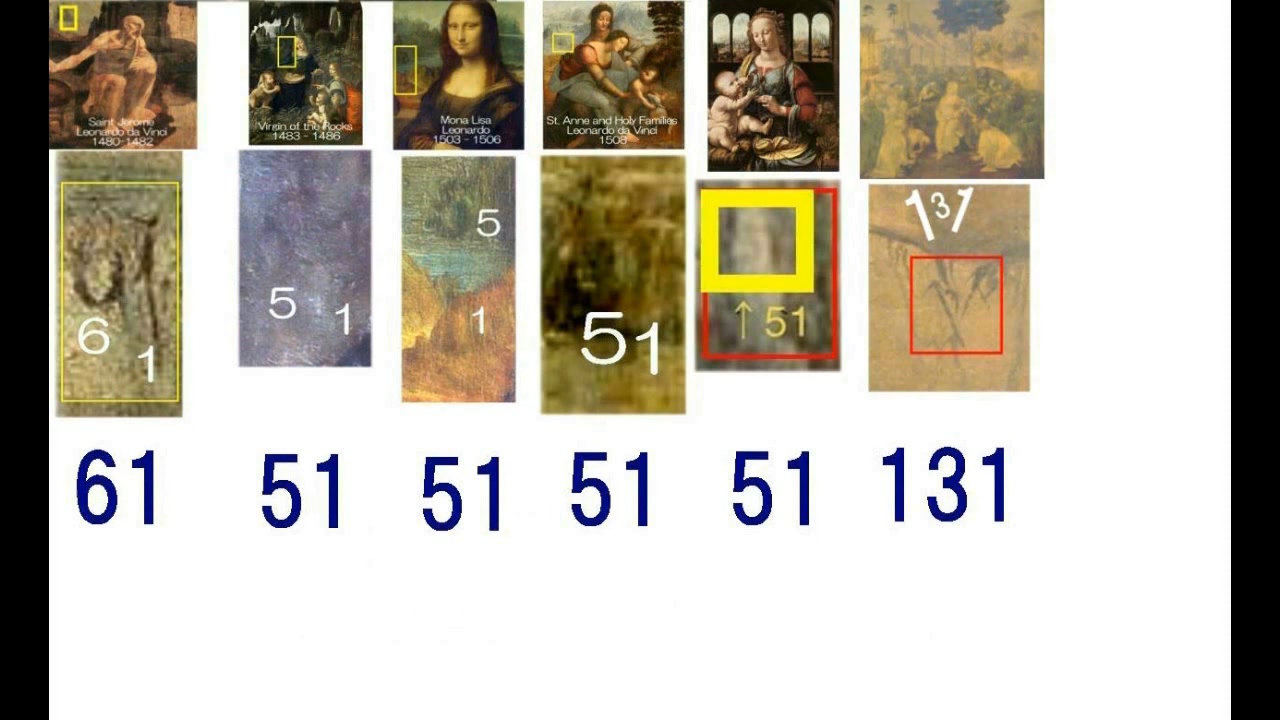 Saint Jerome
Leonardo da Vinci
1480-1482
Virgin of the Rocks
1483 - 1486
Mona Lisa
Leonardo
1503 - 1506
St. Anne and Holy Families
Leonardo da Vinci
1508
6 1
5 1
5
1
51
↑ 51
131
61 51 51 51 51 131